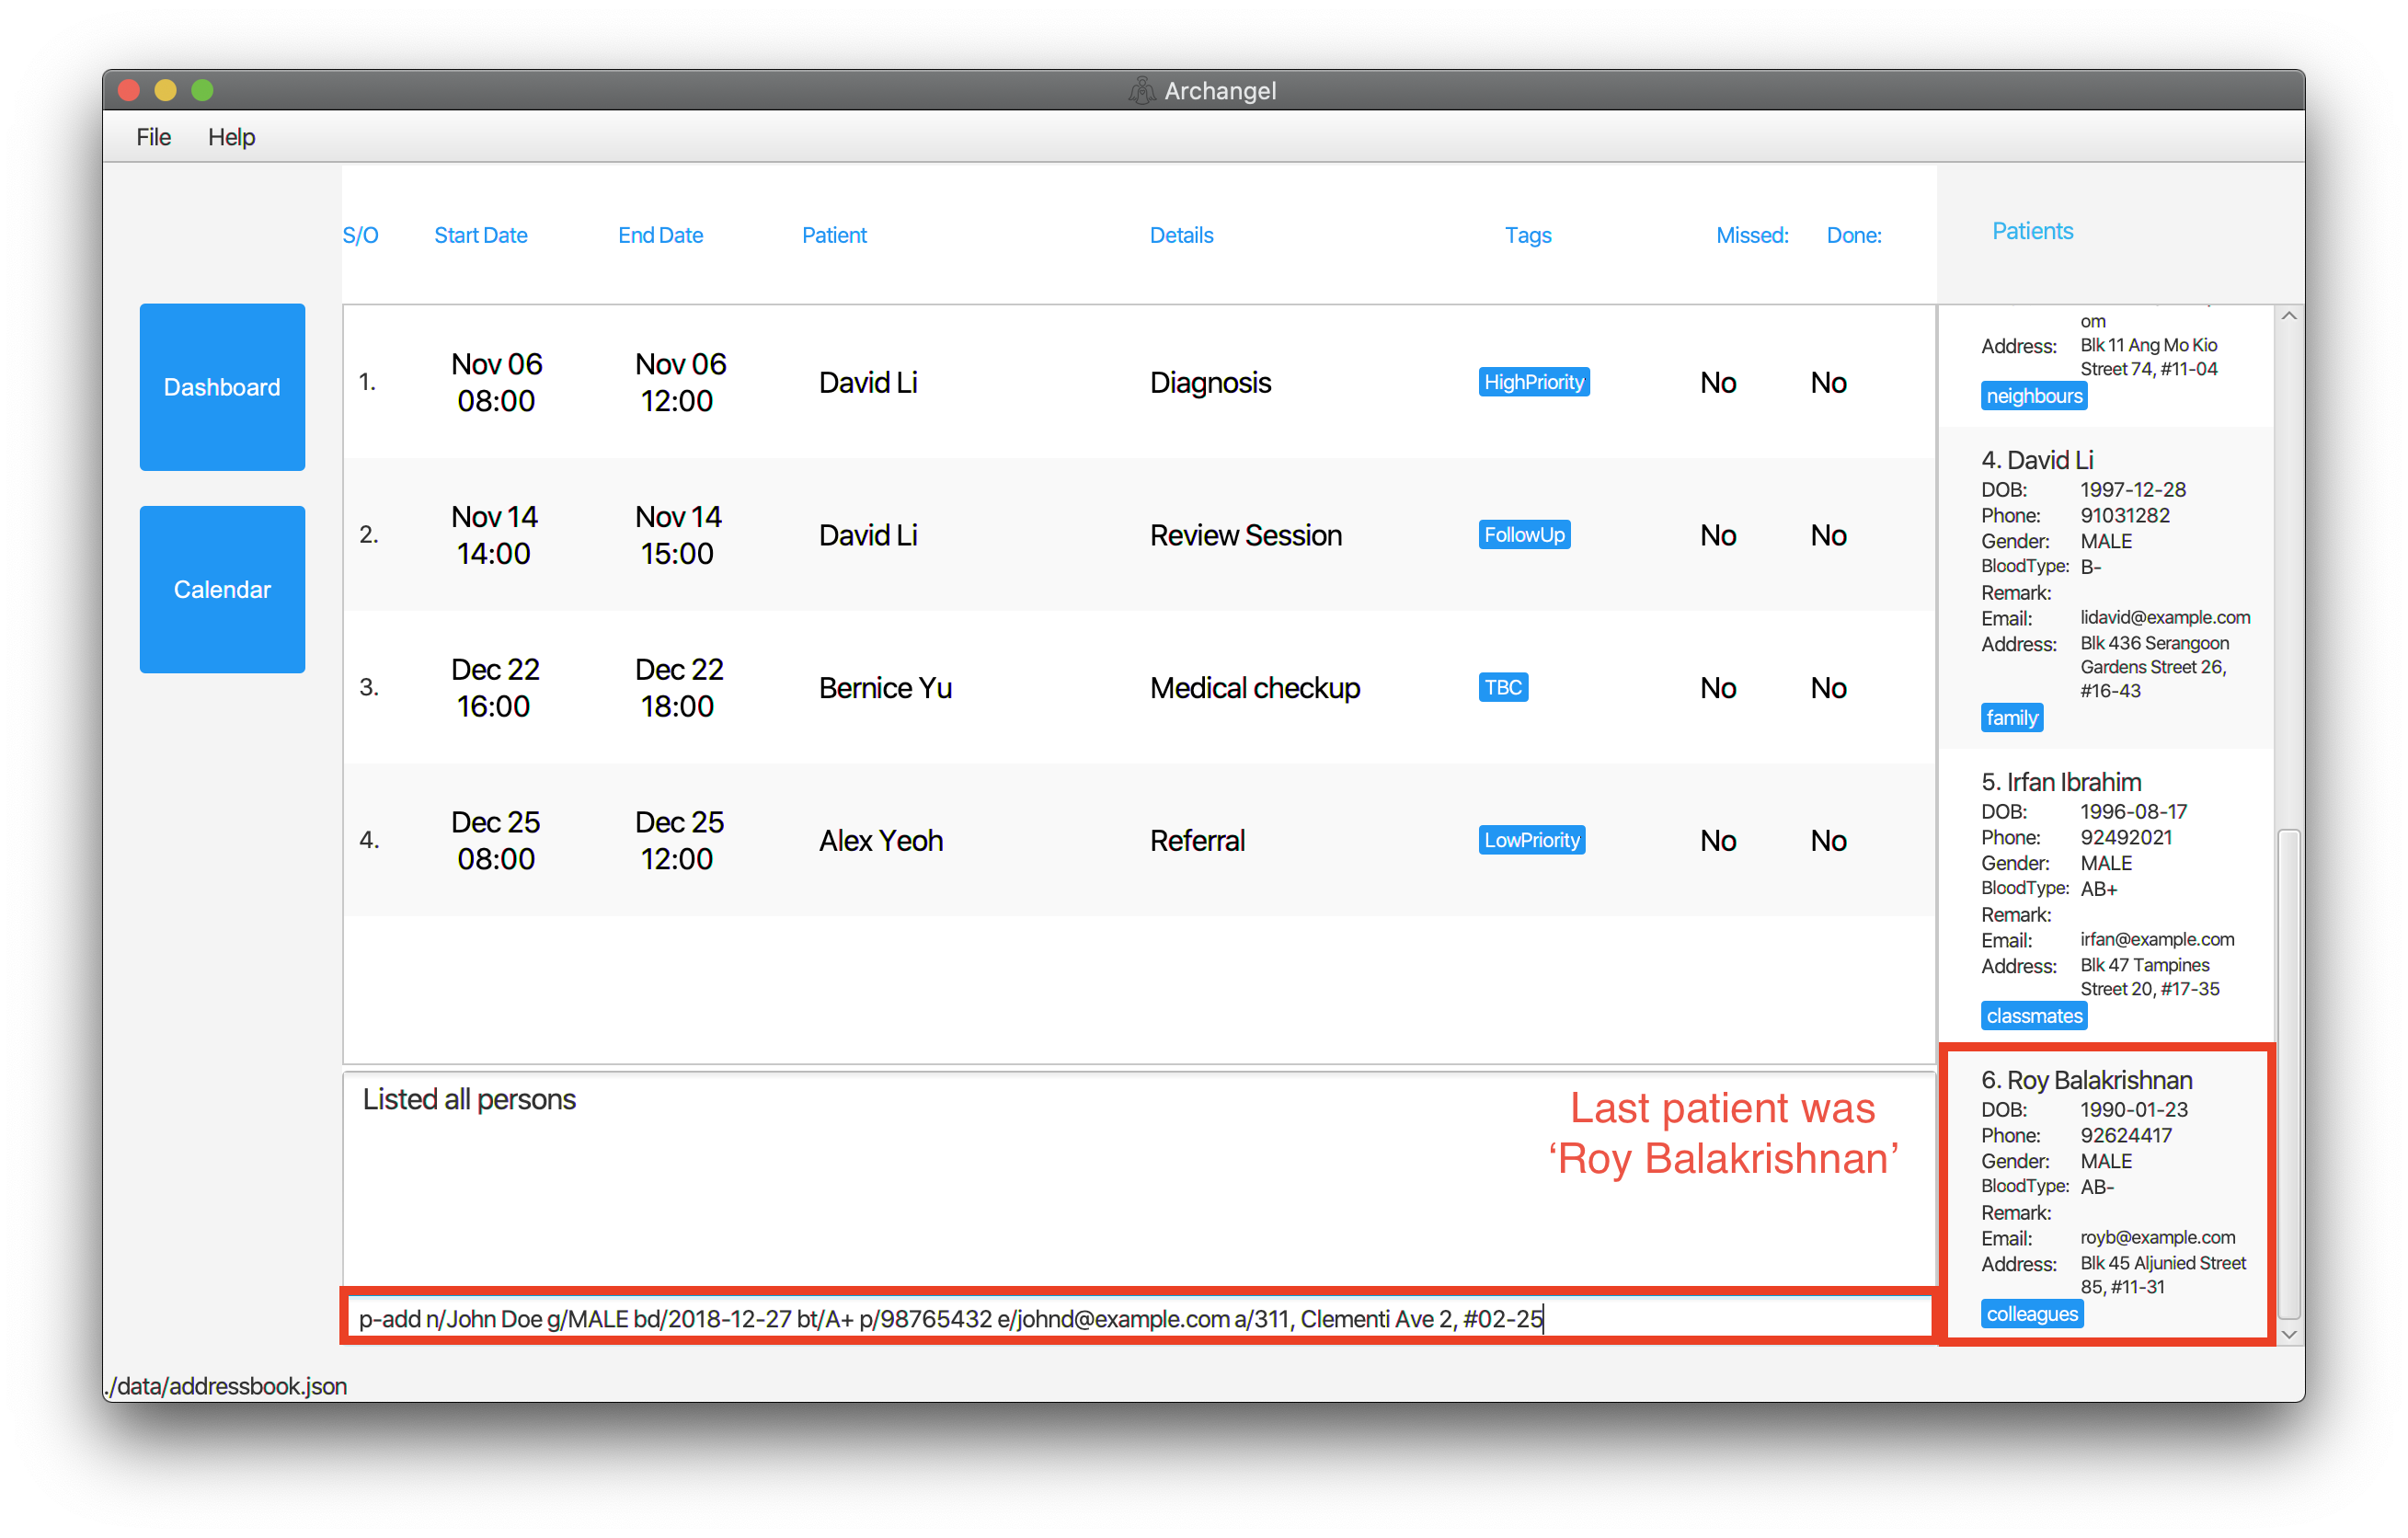 Archangel
File Help
S/O Start Date End Date Patient Details Tags Missed: Done:
Dashboard
Calendar
1. Nov 06 Nov 06 David Li Diagnosis HighPriority No No
08:00 12:00
2. Nov 14 Nov 14 David Li Review Session FollowUp No No
14:00 15:00
3. Dec 22 Dec 22 Bernice Yu Medical checkup TBC No No
16:00 18:00
4. Dec 25 Dec 25 Alex Yeoh Referral LowPriority No No
08:00 12:00
Listed all persons
Last patient was
‘Roy Balakrishnan’
p-add n/John Doe g/MALE bd/2018-12-27 bt/A+ p/98765432 e/johnd@example.com a/311, Clementi Ave 2, #02-25
Patients
om
Address: Blk 11 Ang Mo Kio
Street 74, #11-04
neighbours
4. David Li
DOB: 1997-12-28
Phone: 91031282
Gender: MALE
BloodType: B-
Remark:
Email: lidavid@example.com
Address: Blk 436 Serangoon
Gardens Street 26,
#16-43
family
5. Irfan Ibrahim
DOB: 1996-08-17
Phone: 92492021
Gender: MALE
BloodType: AB+
Remark:
Email: irfan@example.com
Address: Blk 47 Tampines
Street 20, #17-35
classmates
6. Roy Balakrishnan
DOB: 1990-01-23
Phone: 92624417
Gender: MALE
BloodType: AB-
Remark:
Email: royb@example.com
Address: Blk 45 Aljunied Street
85, #11-31
colleagues
./data/addressbook.json